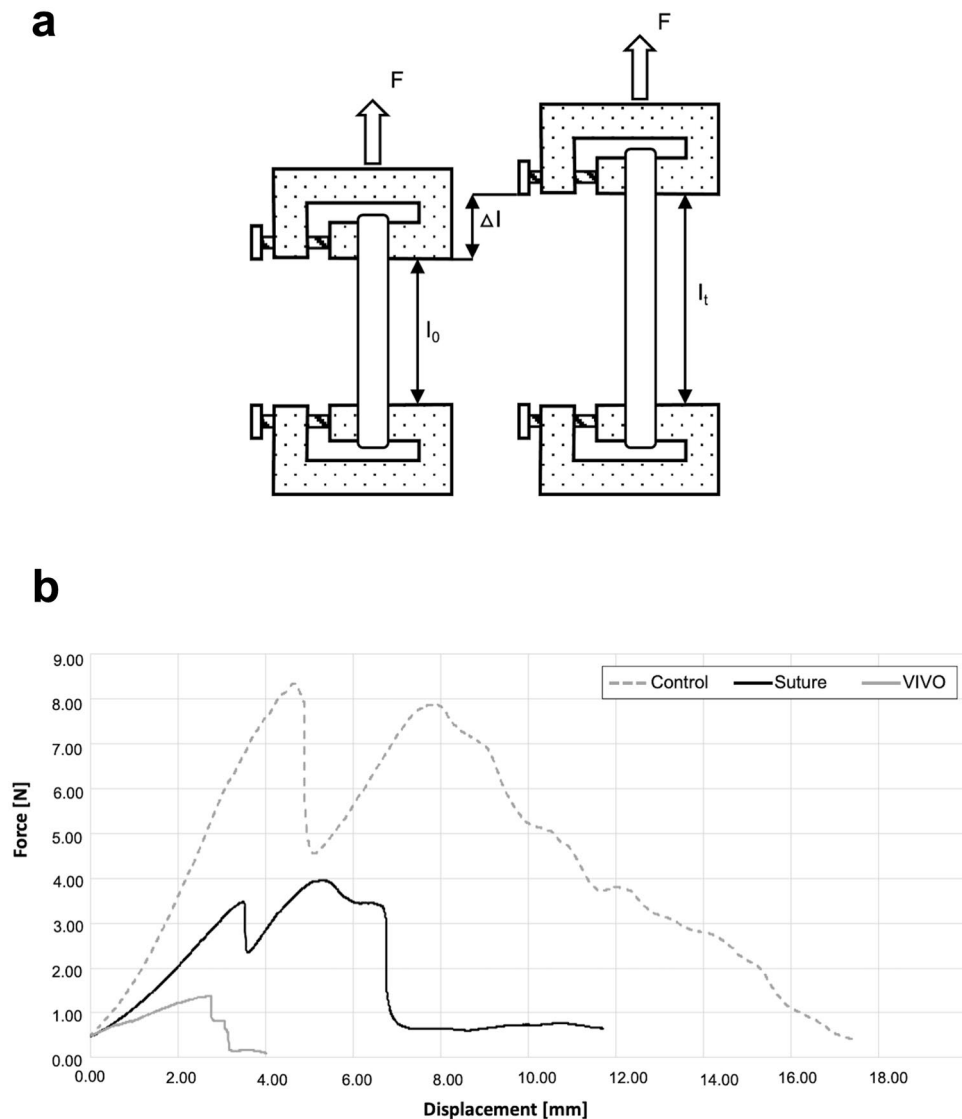 a
F
F
Δl
l₀
lₜ
b
9.00
8.00
7.00
6.00
5.00
4.00
3.00
2.00
1.00
0.00
Force [N]
Control Suture VIVO
0.00 2.00 4.00 6.00 8.00 10.00 12.00 14.00 16.00 18.00
Displacement [mm]